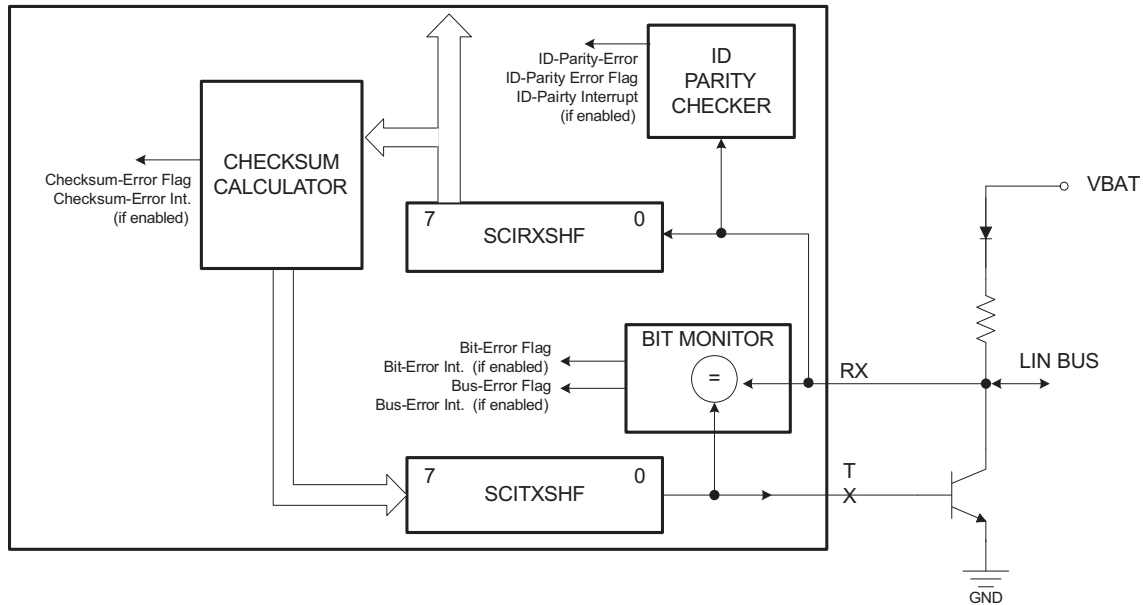 ID-Parity-Error
ID-Parity Error Flag
ID-Pairty Interrupt
(if enabled)
ID
PARITY
CHECKER
CHECKSUM
CALCULATOR
Checksum-Error Flag
Checksum-Error Int.
(if enabled)
VBAT
7 SCIRXSHF 0
BIT MONITOR
=
Bit-Error Flag
Bit-Error Int. (if enabled)
Bus-Error Flag
Bus-Error Int. (if enabled)
RX
LIN BUS
7 SCITXSHF 0
T
X
GND